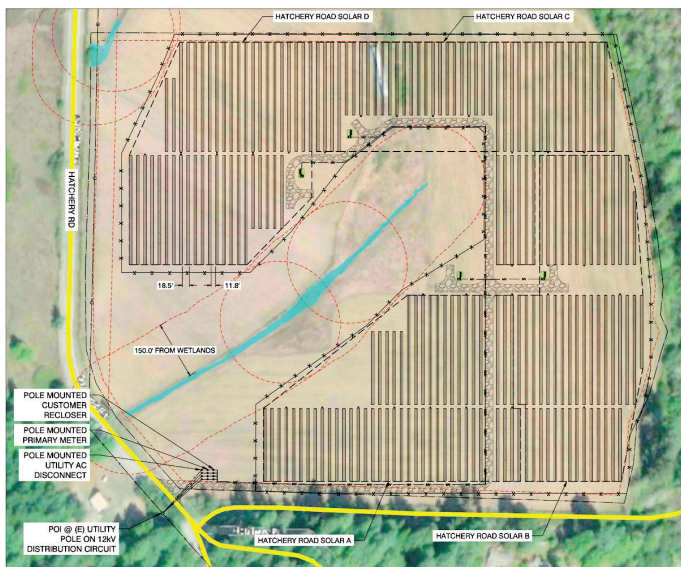 HATCHERY ROAD SOLAR D
HATCHERY ROAD SOLAR C
HATCHERY RD
18.5'
11.8'
150.0' FROM WETLANDS
POLE MOUNTED
CUSTOMER
RECLOSER
POLE MOUNTED
PRIMARY METER
POLE MOUNTED
UTILITY AC
DISCONNECT
POI @ (E) UTILITY
POLE ON 12kV
DISTRIBUTION CIRCUIT
HATCHERY ROAD SOLAR A
HATCHERY ROAD SOLAR B